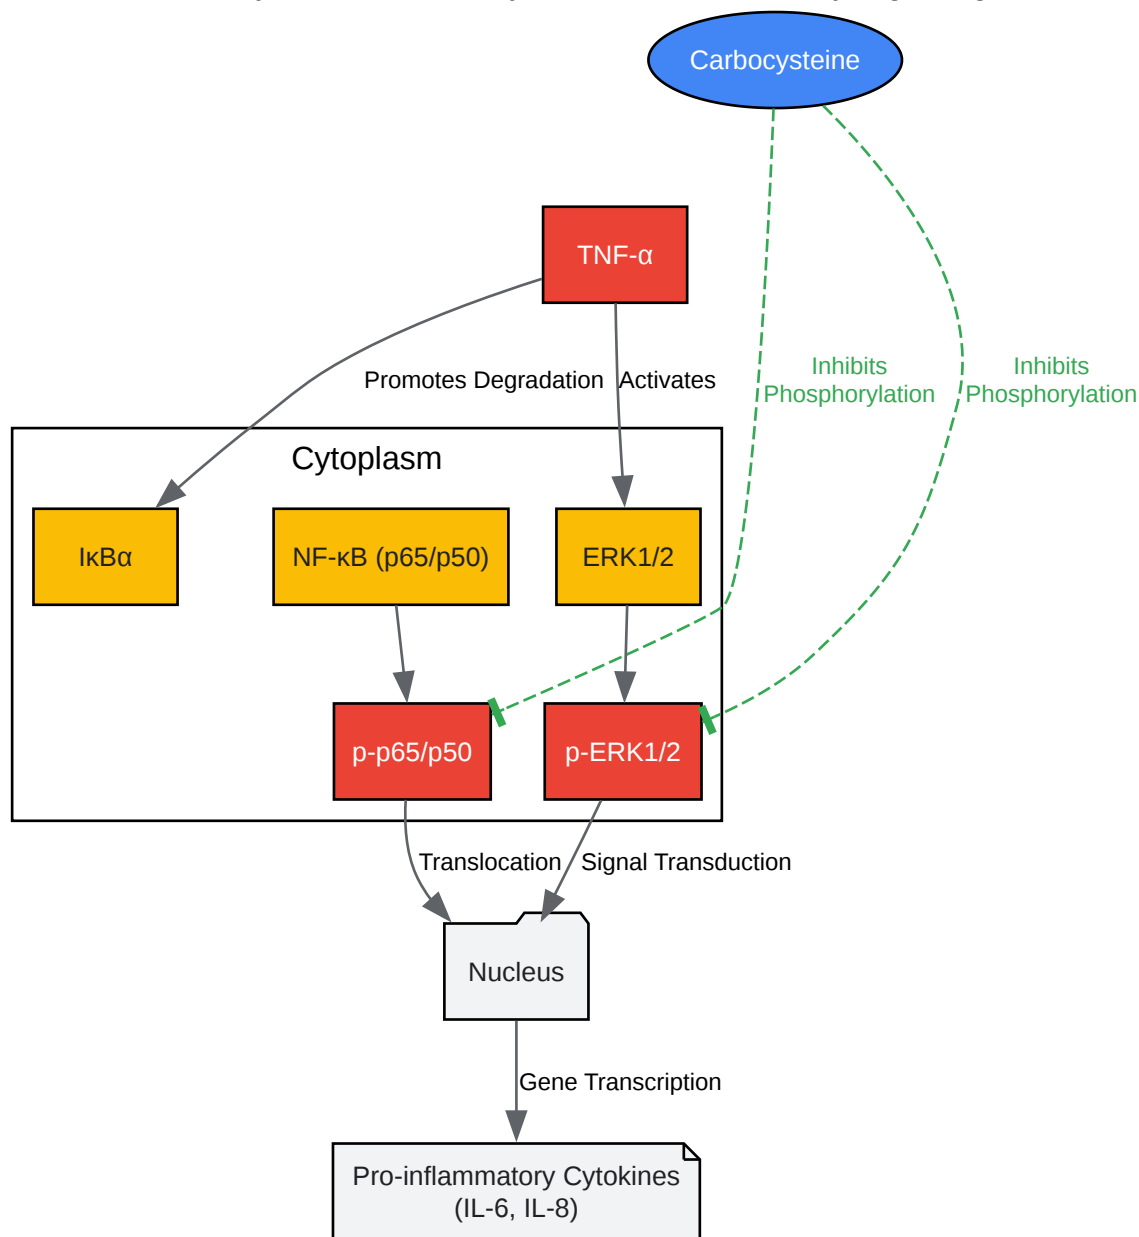 Carbocysteine
TNF-α
Promotes Degradation
Activates
Inhibits
Phosphorylation
Inhibits
Phosphorylation
Cytoplasm
IκBα
NF-κB (p65/p50)
ERK1/2
p-p65/p50
p-ERK1/2
Translocation
Signal Transduction
Nucleus
Gene Transcription
Pro-inflammatory Cytokines
(IL-6, IL-8)